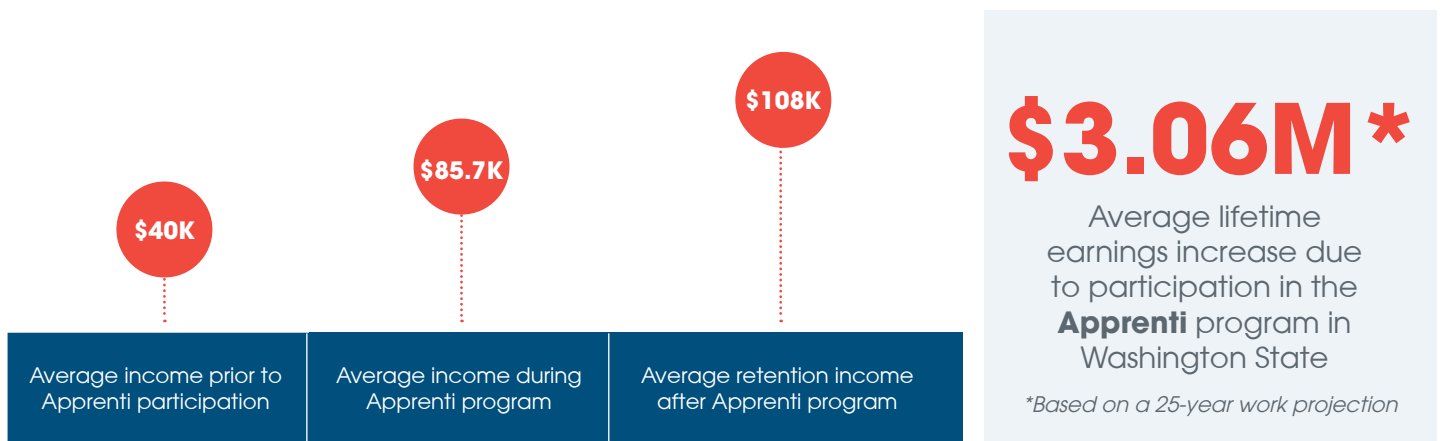 $40K
$85.7K
$108K
Average income prior to
Apprenti participation
Average income during
Apprenti program
Average retention income
after Apprenti program
$3.06M*
Average lifetime
earnings increase due
to participation in the
Apprenti program in
Washington State
*Based on a 25-year work projection